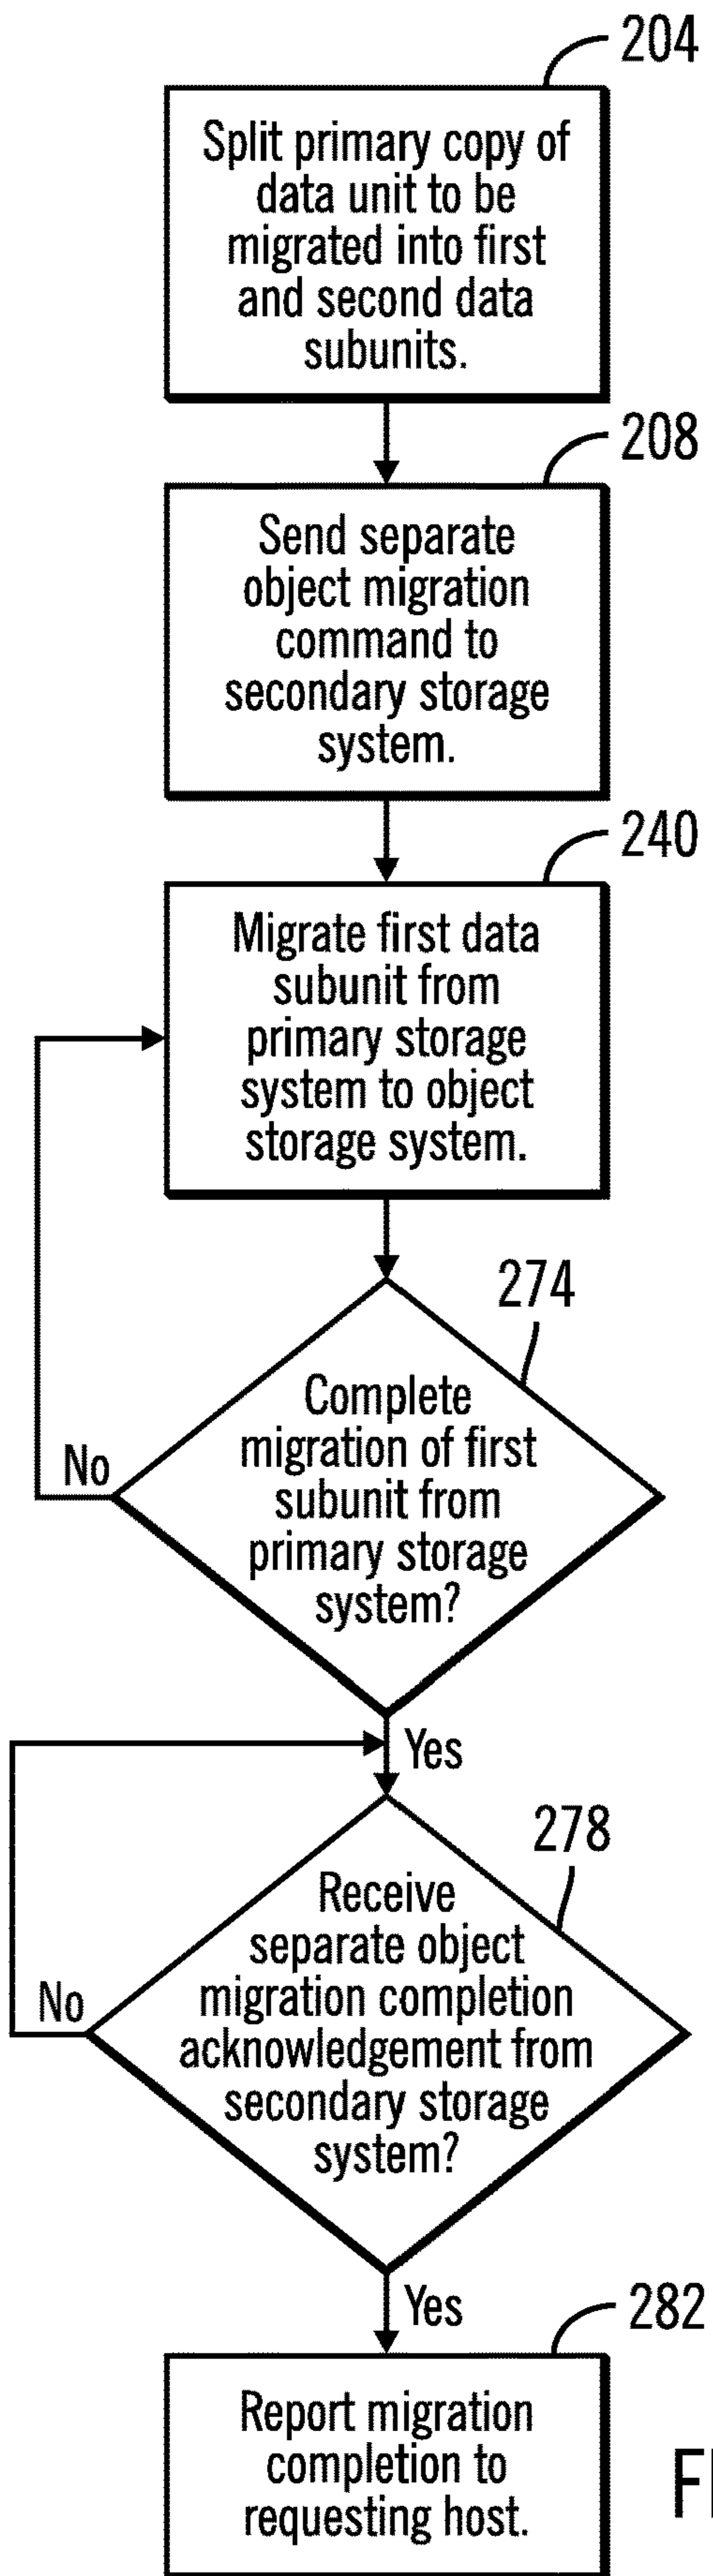 204
Split primary copy of
data unit to be
migrated into first
and second data
subunits.
208
Send separate
object migration
command to
secondary storage
system.
240
Migrate first data
subunit from
primary storage
system to object
storage system.
274
Complete
migration of first
subunit from
primary storage
system?
No
Yes
278
Receive
separate object
migration completion
acknowledgement from
secondary storage
system?
No
Yes
282
Report migration
completion to
requesting host.